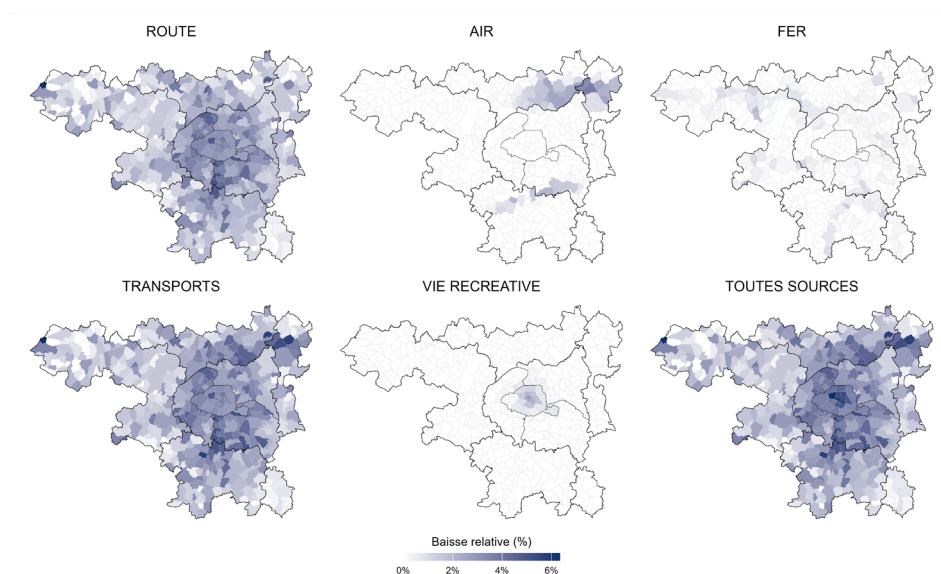 ROUTE
AIR
FER
TRANSPORTS
VIE RECREATIVE
TOUTES SOURCES
Baisse relative (%)
0%
2%
4%
6%